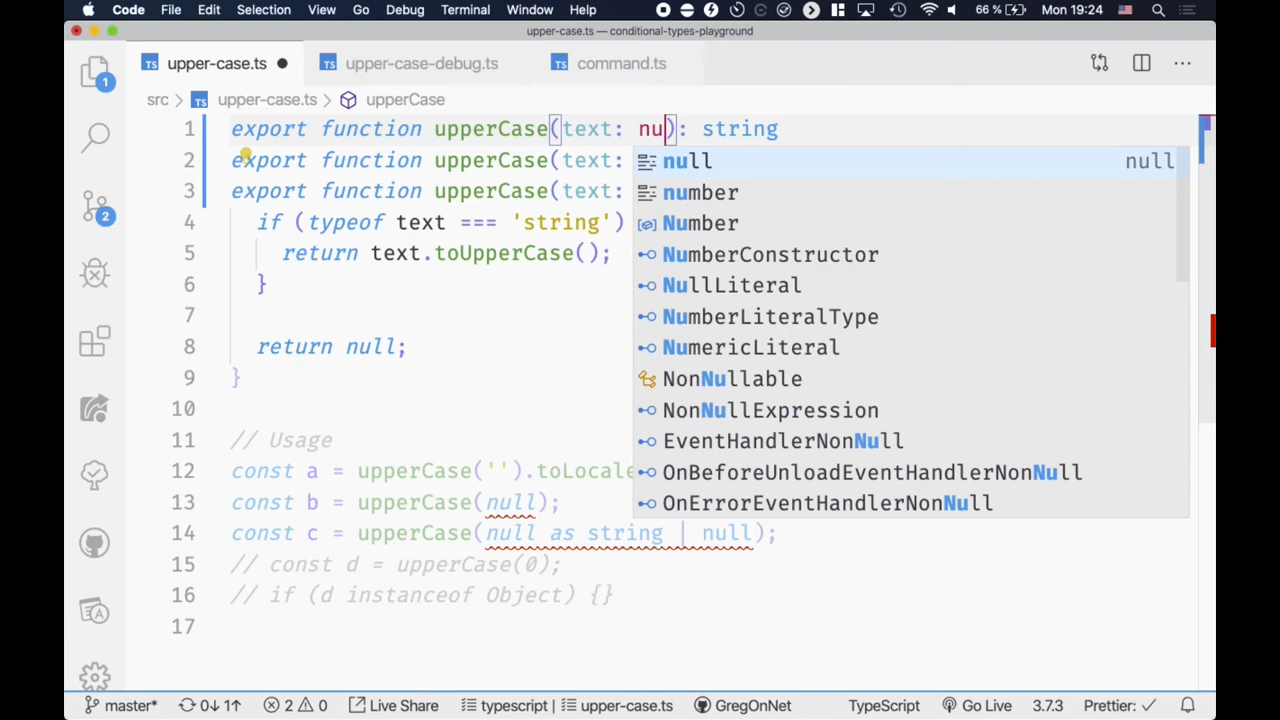 Code File Edit Selection View Go Debug Terminal Window Help 66 % Mon 19:24
upper-case.ts — conditional-types-playground
TS upper-case.ts TS upper-case-debug.ts TS command.ts
src > TS upper-case.ts > upperCase
1 export function upperCase(text: nu): string
2 export function upperCase(text:
3 export function upperCase(text:
4 if (typeof text === 'string')
5 return text.toUpperCase();
6 }
7
8 return null;
9 }
10
11 // Usage
12 const a = upperCase('').toLocale
13 const b = upperCase(null);
14 const c = upperCase(null as string | null);
15 // const d = upperCase(0);
16 // if (d instanceof Object) {}
17
null null
number
Number
NumberConstructor
NullLiteral
NumberLiteralType
NumericLiteral
NonNullable
NonNullExpression
EventHandlerNonNull
OnBeforeUnloadEventHandlerNonNull
OnErrorEventHandlerNonNull
1
2
master* 0↓ 1↑ 2 0 Live Share typescript | upper-case.ts GregOnNet TypeScript Go Live 3.7.3 Prettier: ✓